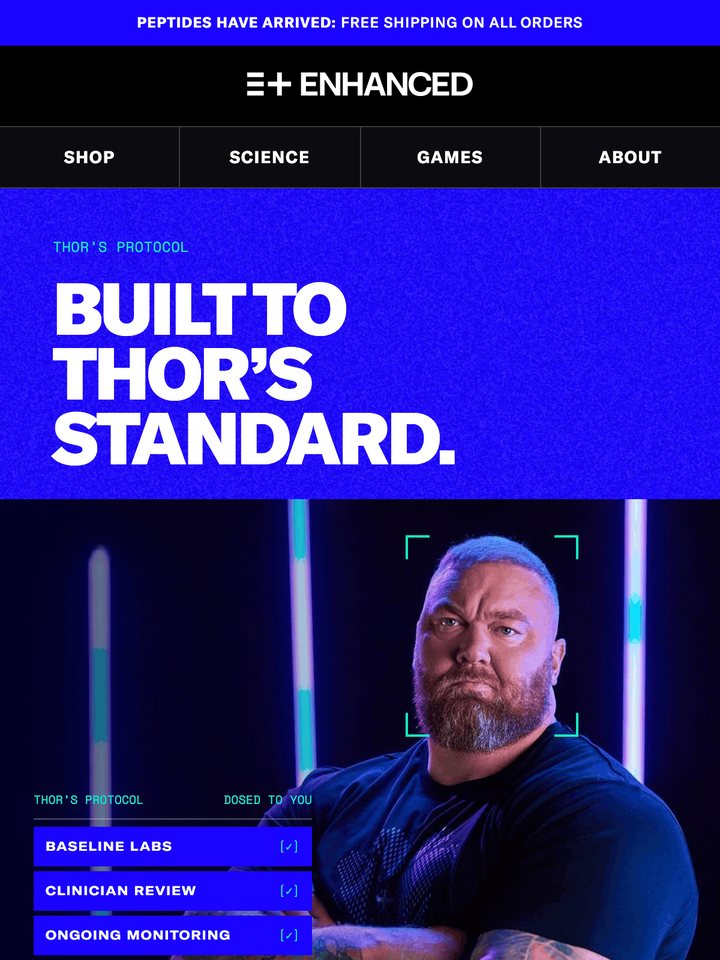 PEPTIDES HAVE ARRIVED: FREE SHIPPING ON ALL ORDERS
E+ ENHANCED
SHOP SCIENCE GAMES ABOUT
THOR'S PROTOCOL
BUILT TO
THOR'S
STANDARD.
THOR'S PROTOCOL DOSED TO YOU
BASELINE LABS [✓]
CLINICIAN REVIEW [✓]
ONGOING MONITORING [✓]